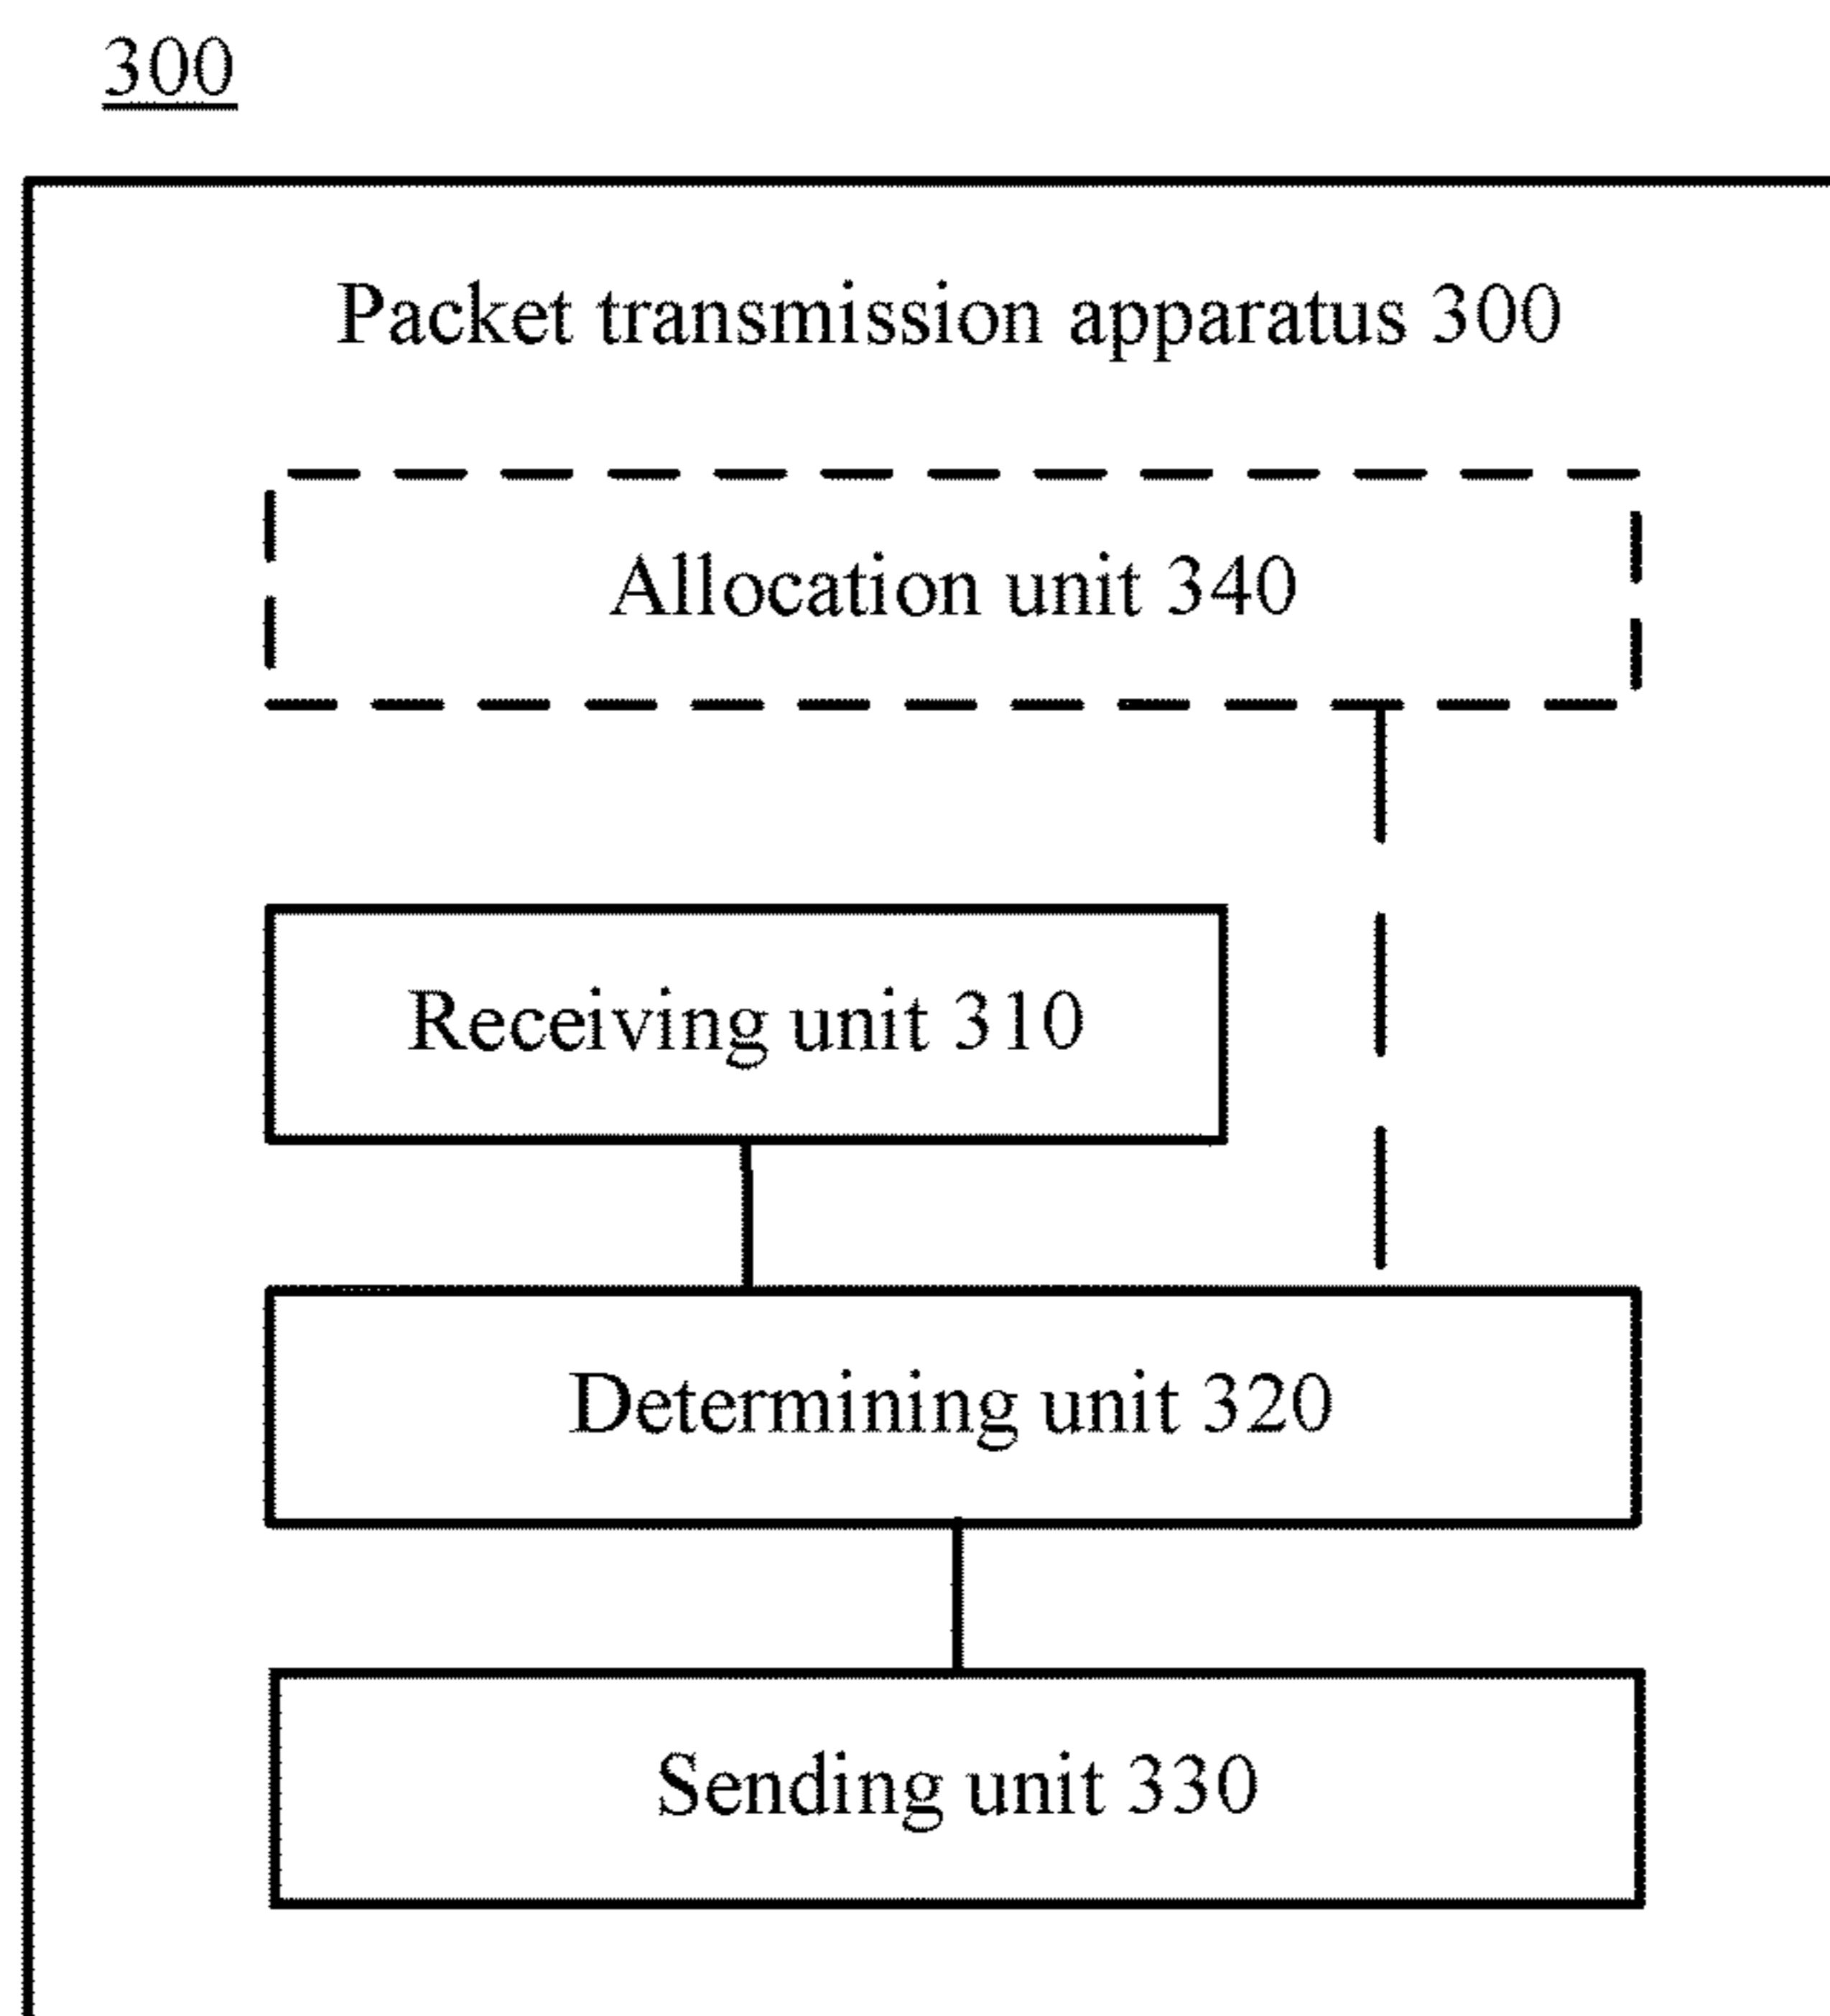 300
Packet transmission apparatus 300
Allocation unit 340
Receiving unit 310
Determining unit 320
Sending unit 330